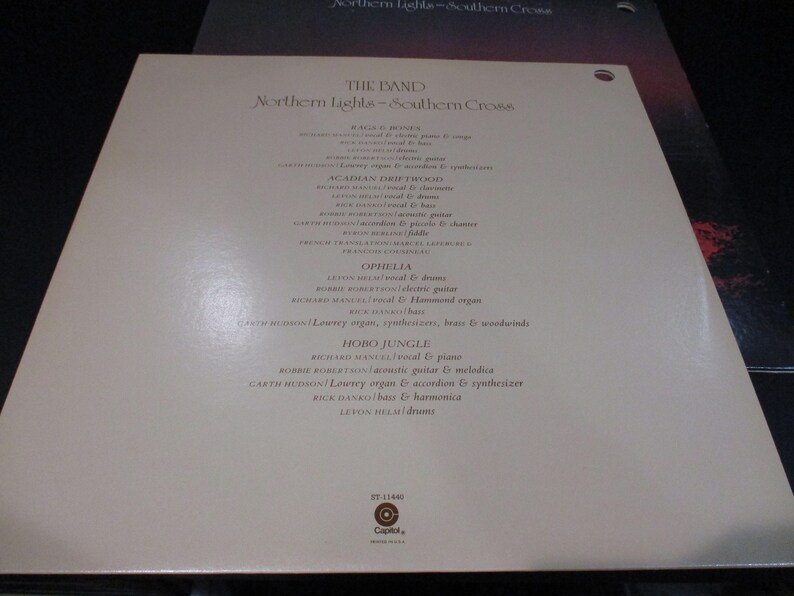 Northern Lights – Southern Cross
THE BAND
Northern Lights – Southern Cross
RAGS & BONES
RICHARD MANUEL/vocal & electric piano & conga
RICK DANKO/vocal & bass
LEVON HELM/drums
ROBBIE ROBERTSON/electric guitar
GARTH HUDSON/Lowrey organ & accordion & synthesizers
ACADIAN DRIFTWOOD
RICHARD MANUEL/vocal & clavinette
LEVON HELM/vocal & drums
RICK DANKO/vocal & bass
ROBBIE ROBERTSON/acoustic guitar
GARTH HUDSON/accordion & piccolo & chanter
BYRON BERLINE/fiddle
FRENCH TRANSLATION/MARCEL LEFEBURE &
FRANCOIS COUSINEAU
OPHELIA
LEVON HELM/vocal & drums
ROBBIE ROBERTSON/electric guitar
RICHARD MANUEL/vocal & Hammond organ
RICK DANKO/bass
GARTH HUDSON/Lowrey organ, synthesizers, brass & woodwinds
HOBO JUNGLE
RICHARD MANUEL/vocal & piano
ROBBIE ROBERTSON/acoustic guitar & melodica
GARTH HUDSON/Lowrey organ & accordion & synthesizer
RICK DANKO/bass & harmonica
LEVON HELM/drums
ST-11440
Capitol®
PRINTED IN U.S.A.